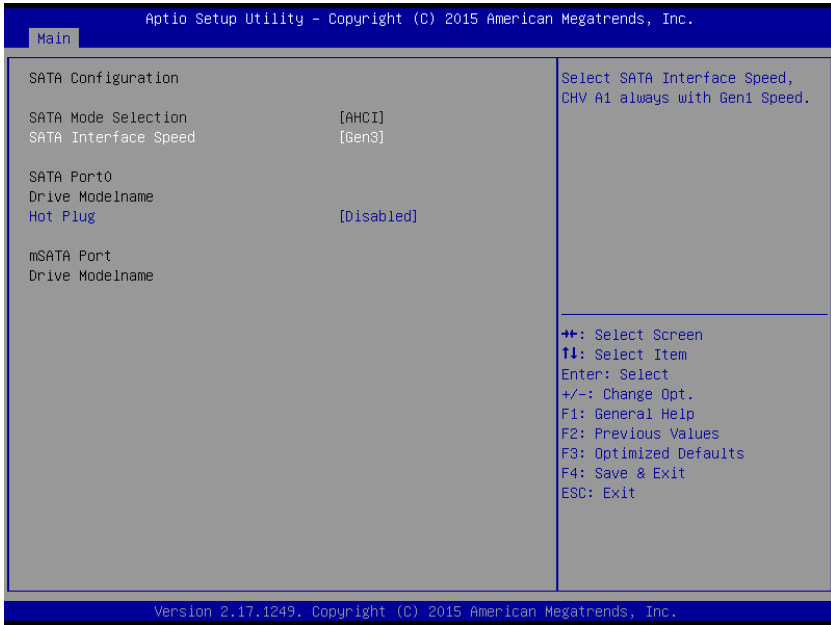 Aptio Setup Utility – Copyright (C) 2015 American Megatrends, Inc.
Main
SATA Configuration
SATA Mode Selection [AHCI]
SATA Interface Speed [Gen3]
SATA Port0
Drive Modelname
Hot Plug [Disabled]
mSATA Port
Drive Modelname
Select SATA Interface Speed,
CHV A1 always with Gen1 Speed.
→←: Select Screen
↑↓: Select Item
Enter: Select
+/-: Change Opt.
F1: General Help
F2: Previous Values
F3: Optimized Defaults
F4: Save & Exit
ESC: Exit
Version 2.17.1249. Copyright (C) 2015 American Megatrends, Inc.